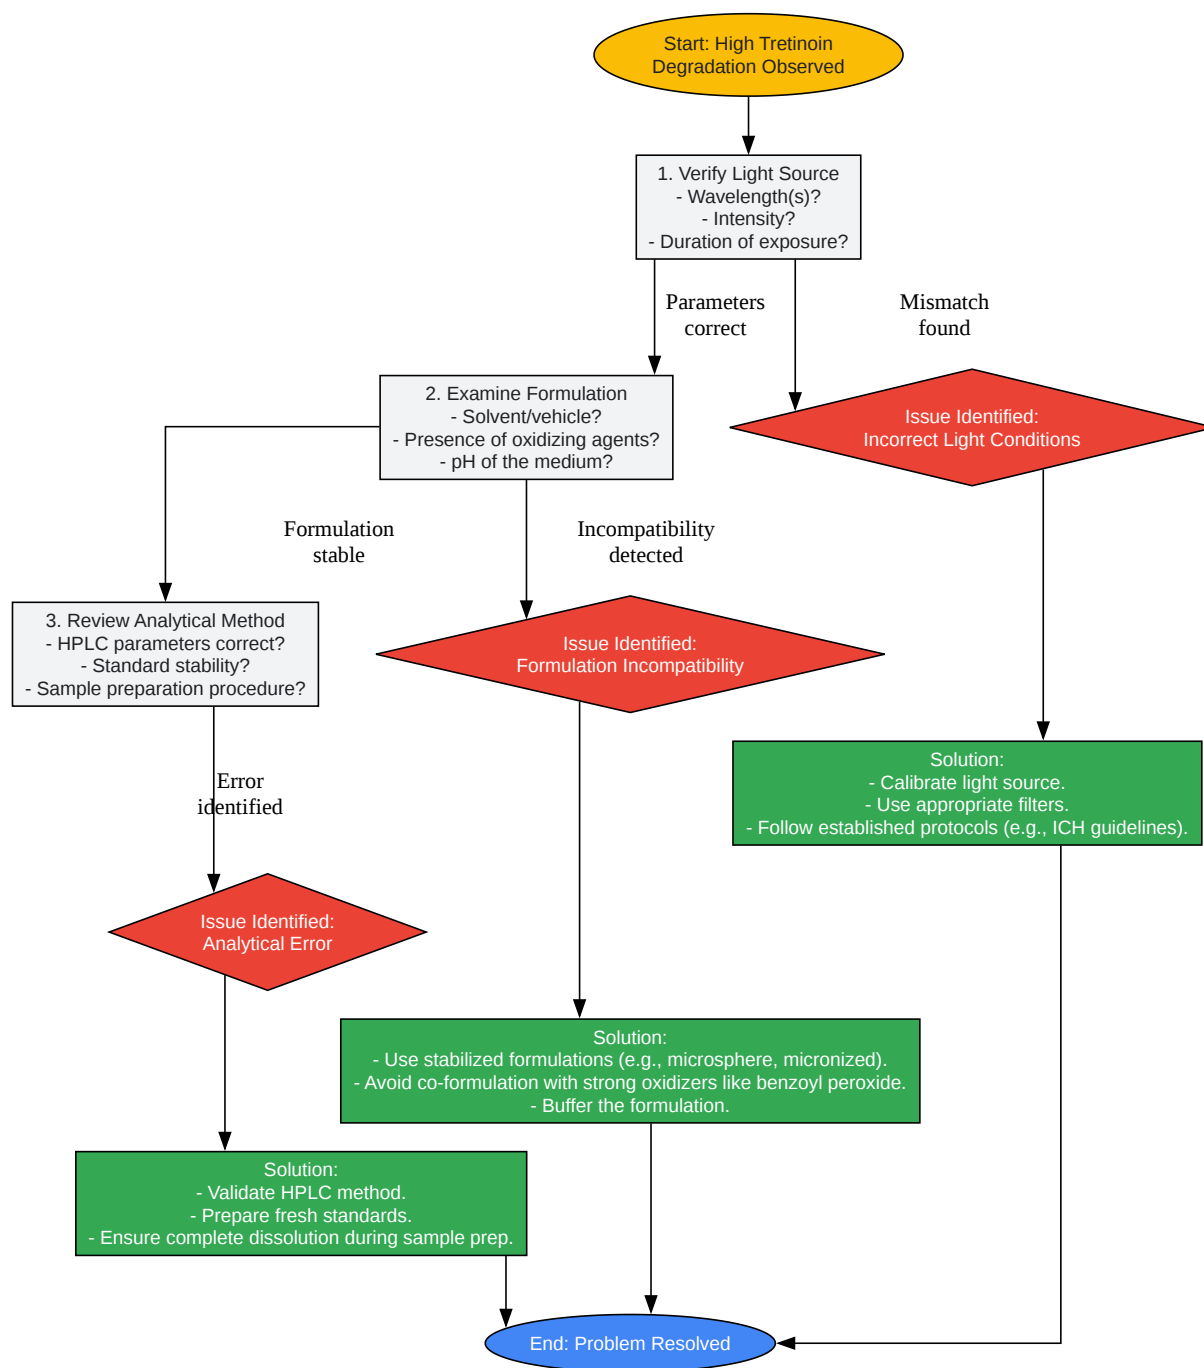 Start: High Tretinoin
Degradation Observed
1. Verify Light Source
- Wavelength(s)?
- Intensity?
- Duration of exposure?
Parameters
correct
Mismatch
found
2. Examine Formulation
- Solvent/vehicle?
- Presence of oxidizing agents?
- pH of the medium?
Issue Identified:
Incorrect Light Conditions
Formulation
stable
Incompatibility
detected
3. Review Analytical Method
- HPLC parameters correct?
- Standard stability?
- Sample preparation procedure?
Issue Identified:
Formulation Incompatibility
Solution:
- Calibrate light source.
- Use appropriate filters.
- Follow established protocols (e.g., ICH guidelines).
Error
identified
Issue Identified:
Analytical Error
Solution:
- Use stabilized formulations (e.g., microsphere, micronized).
- Avoid co-formulation with strong oxidizers like benzoyl peroxide.
- Buffer the formulation.
Solution:
- Validate HPLC method.
- Prepare fresh standards.
- Ensure complete dissolution during sample prep.
End: Problem Resolved